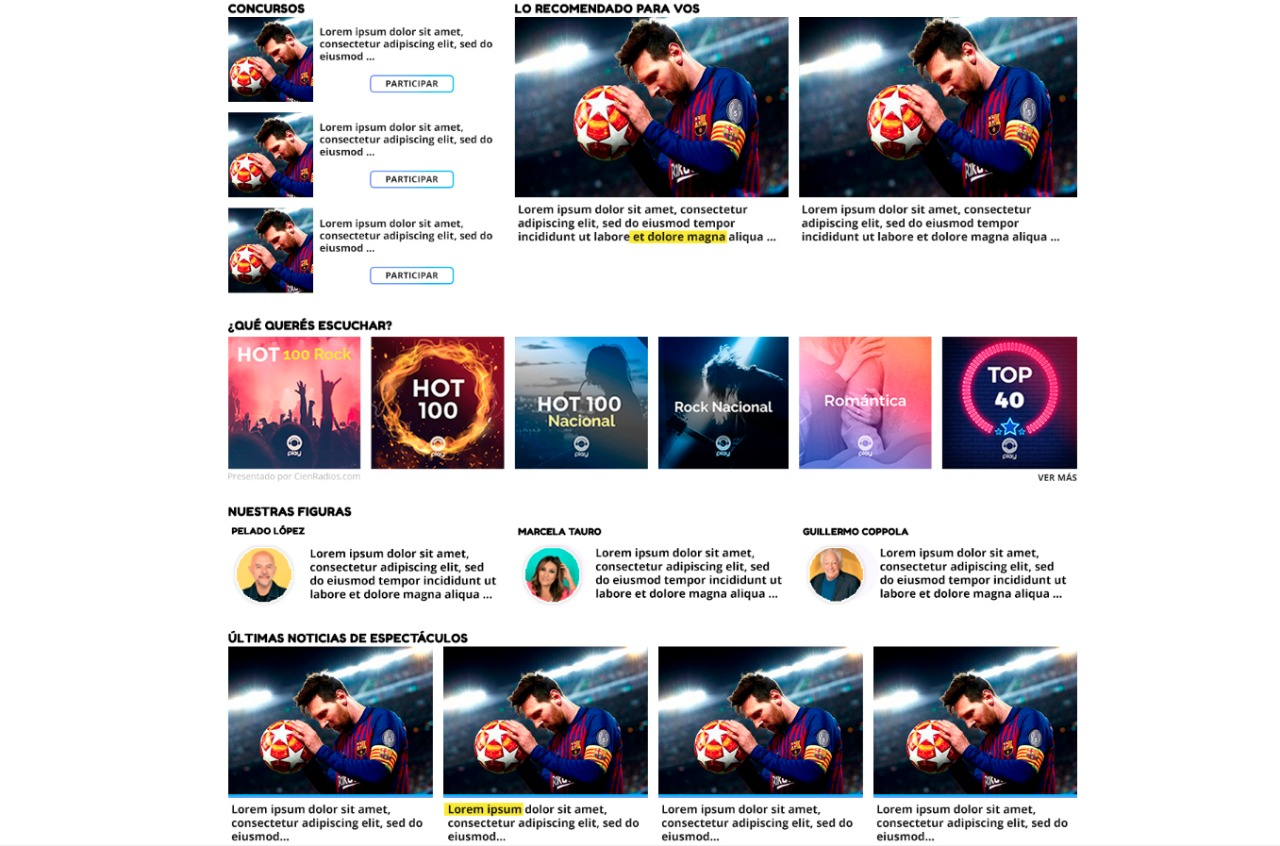 CONCURSOS
Lorem ipsum dolor sit amet,
consectetur adipiscing elit, sed do
eiusmod ...
PARTICIPAR
Lorem ipsum dolor sit amet,
consectetur adipiscing elit, sed do
eiusmod ...
PARTICIPAR
Lorem ipsum dolor sit amet,
consectetur adipiscing elit, sed do
eiusmod ...
PARTICIPAR
LO RECOMENDADO PARA VOS
Lorem ipsum dolor sit amet, consectetur
adipiscing elit, sed do eiusmod tempor
incididunt ut labore et dolore magna aliqua ...
Lorem ipsum dolor sit amet, consectetur
adipiscing elit, sed do eiusmod tempor
incididunt ut labore et dolore magna aliqua ...
¿QUÉ QUERÉS ESCUCHAR?
HOT 100 Rock
play
HOT
100
play
HOT 100
Nacional
play
Rock Nacional
play
Romántica
play
TOP
40
play
Presentado por CienRadios.com
VER MÁS
NUESTRAS FIGURAS
PELADO LÓPEZ
Lorem ipsum dolor sit amet,
consectetur adipiscing elit, sed
do eiusmod tempor incididunt ut
labore et dolore magna aliqua ...
MARCELA TAURO
Lorem ipsum dolor sit amet,
consectetur adipiscing elit, sed
do eiusmod tempor incididunt ut
labore et dolore magna aliqua ...
GUILLERMO COPPOLA
Lorem ipsum dolor sit amet,
consectetur adipiscing elit, sed
do eiusmod tempor incididunt ut
labore et dolore magna aliqua ...
ÚLTIMAS NOTICIAS DE ESPECTÁCULOS
Lorem ipsum dolor sit amet,
consectetur adipiscing elit, sed do
eiusmod...
Lorem ipsum dolor sit amet,
consectetur adipiscing elit, sed do
eiusmod...
Lorem ipsum dolor sit amet,
consectetur adipiscing elit, sed do
eiusmod...
Lorem ipsum dolor sit amet,
consectetur adipiscing elit, sed do
eiusmod...